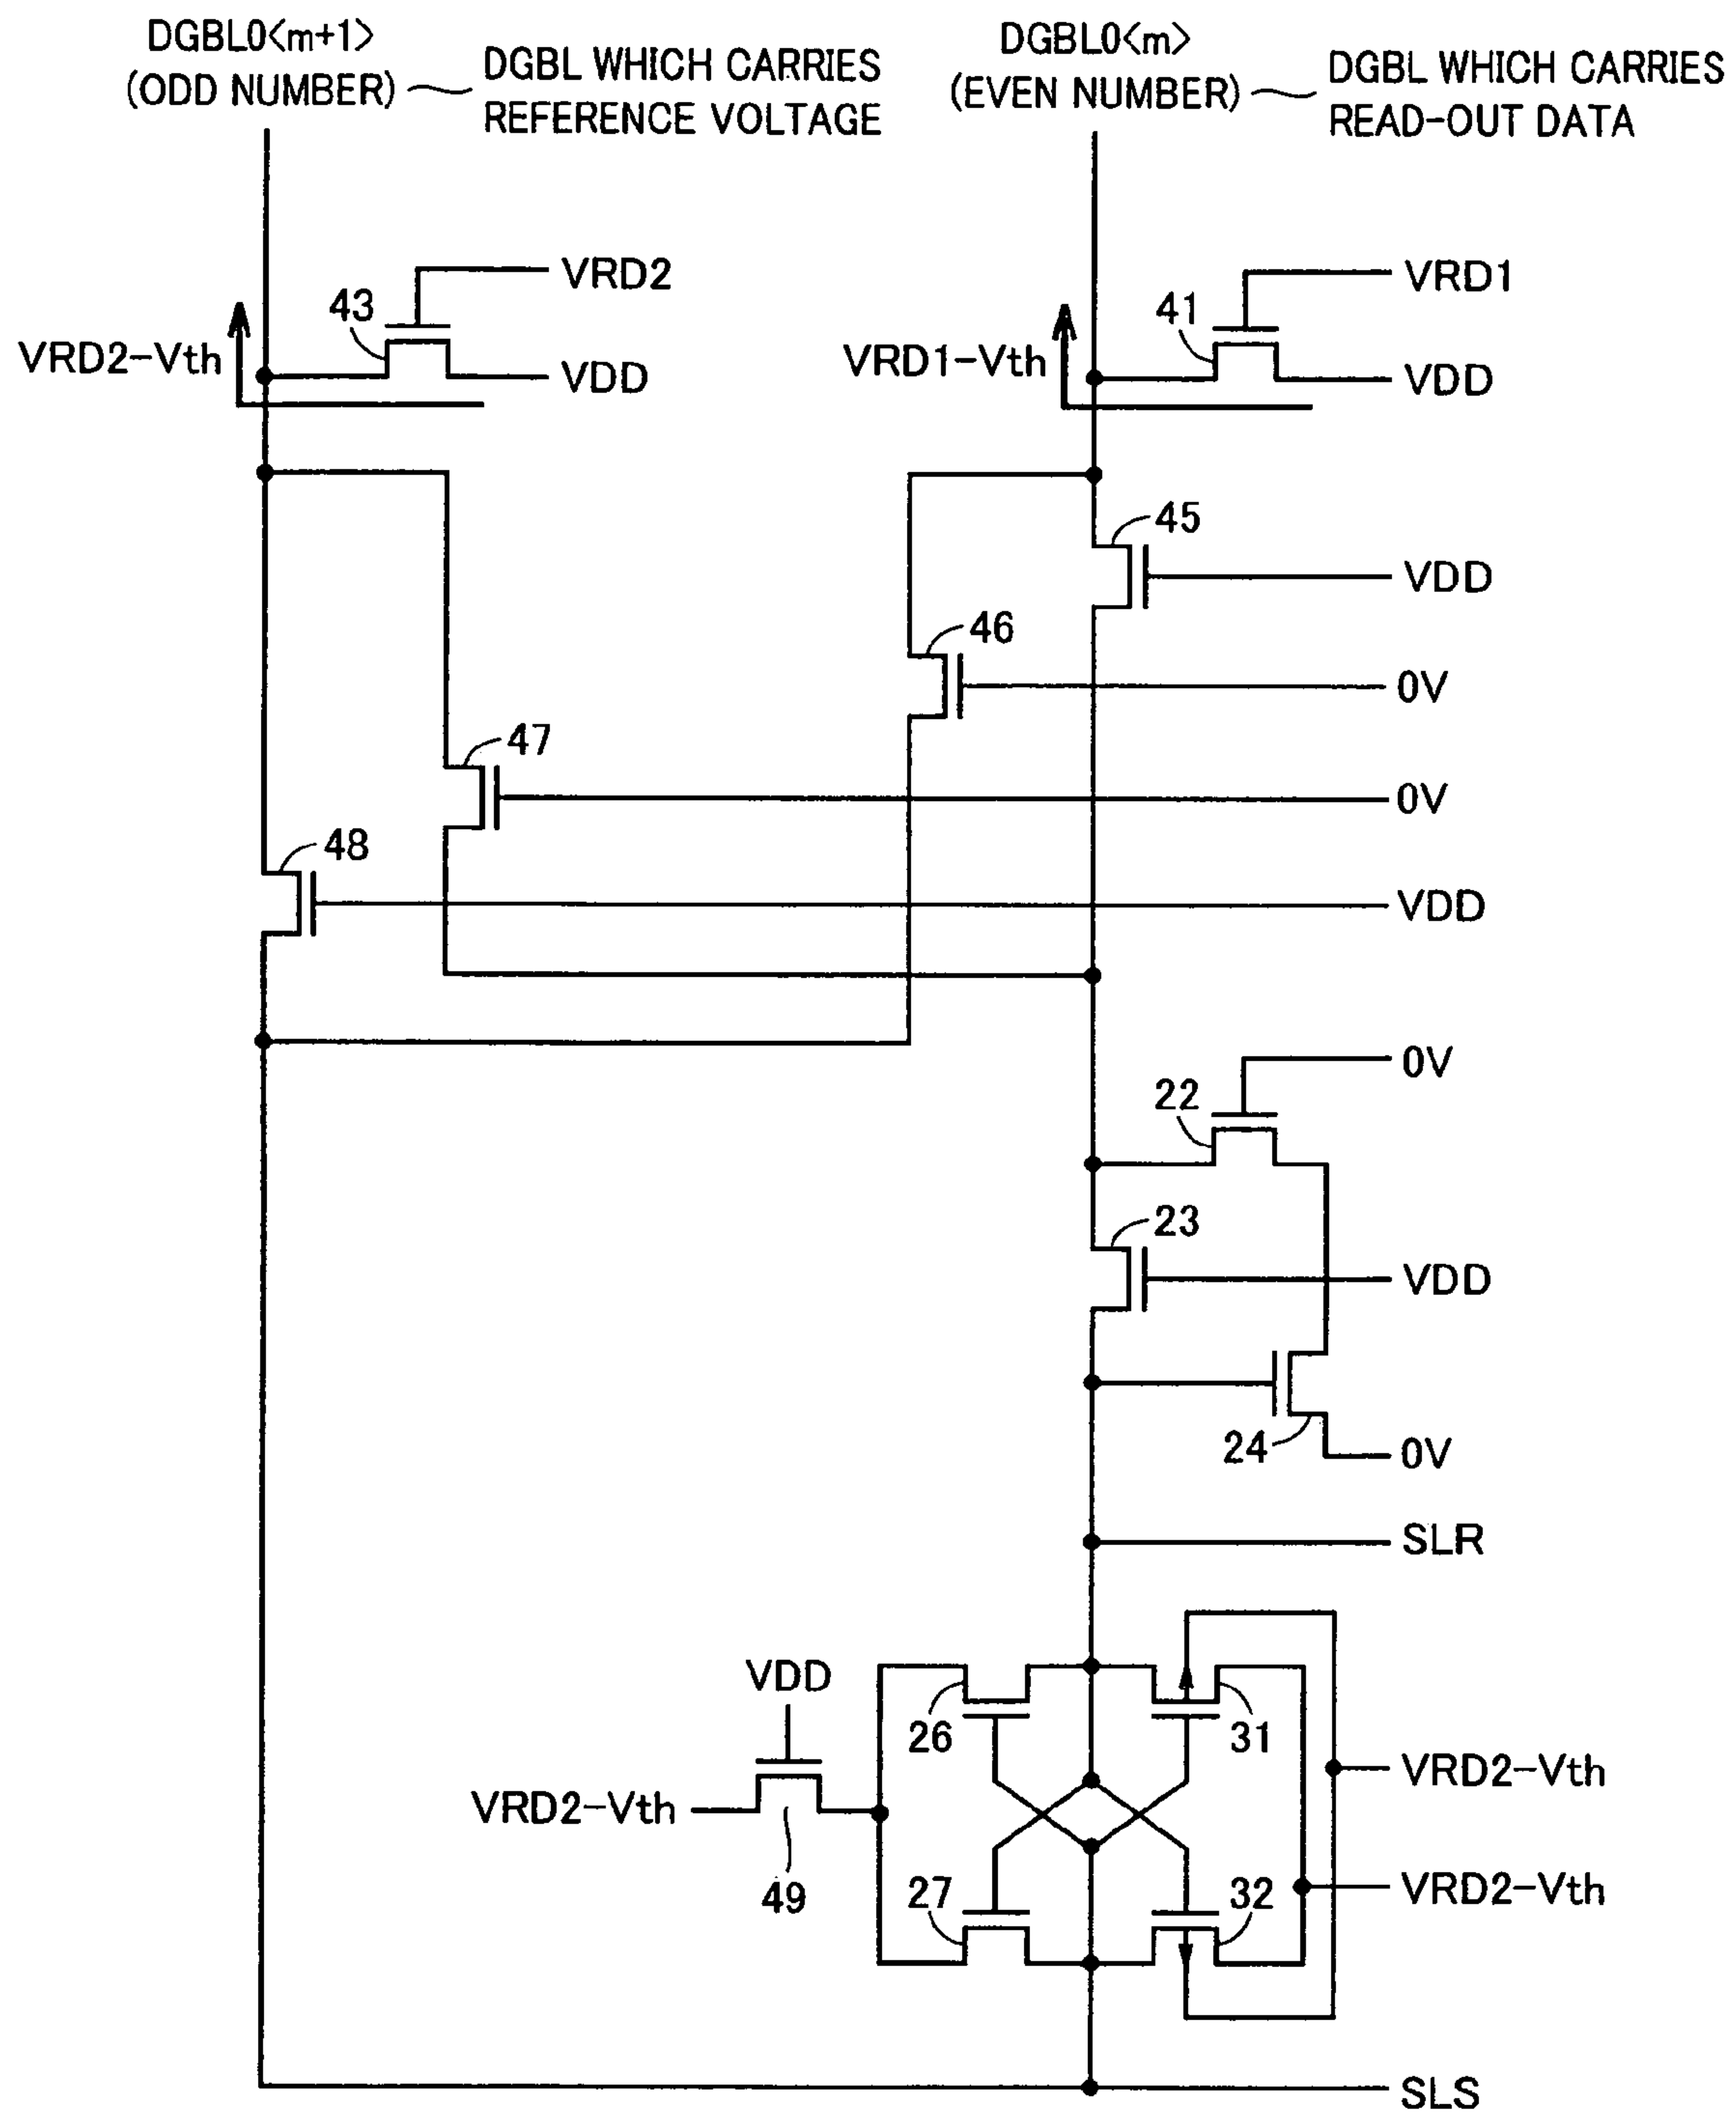 DGBL0<m+1>
(ODD NUMBER)
DGBL WHICH CARRIES
REFERENCE VOLTAGE
DGBL0<m>
(EVEN NUMBER)
DGBL WHICH CARRIES
READ-OUT DATA
VRD2
43
VRD2-Vth
VDD
VRD1
41
VRD1-Vth
VDD
45
VDD
46
0V
47
0V
48
VDD
0V
22
23
VDD
24
0V
SLR
VDD
26
31
VRD2-Vth
VRD2-Vth
49
27
32
VRD2-Vth
SLS